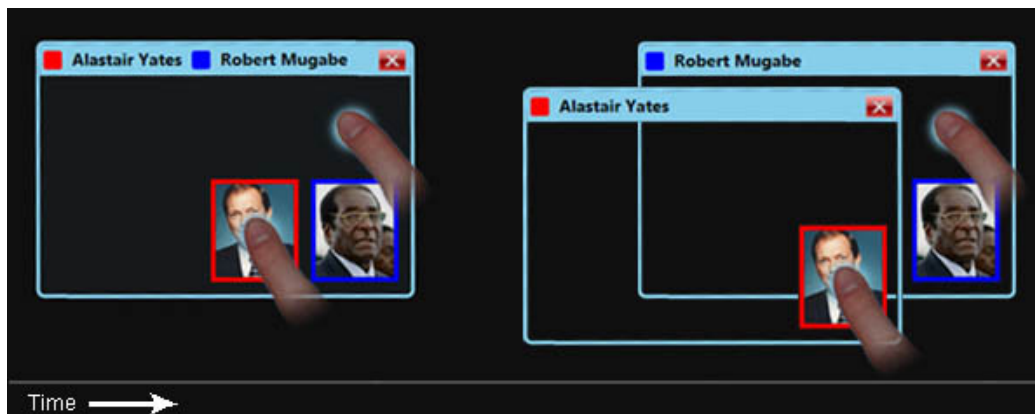 Alastair Yates Robert Mugabe
Robert Mugabe
Alastair Yates
Time